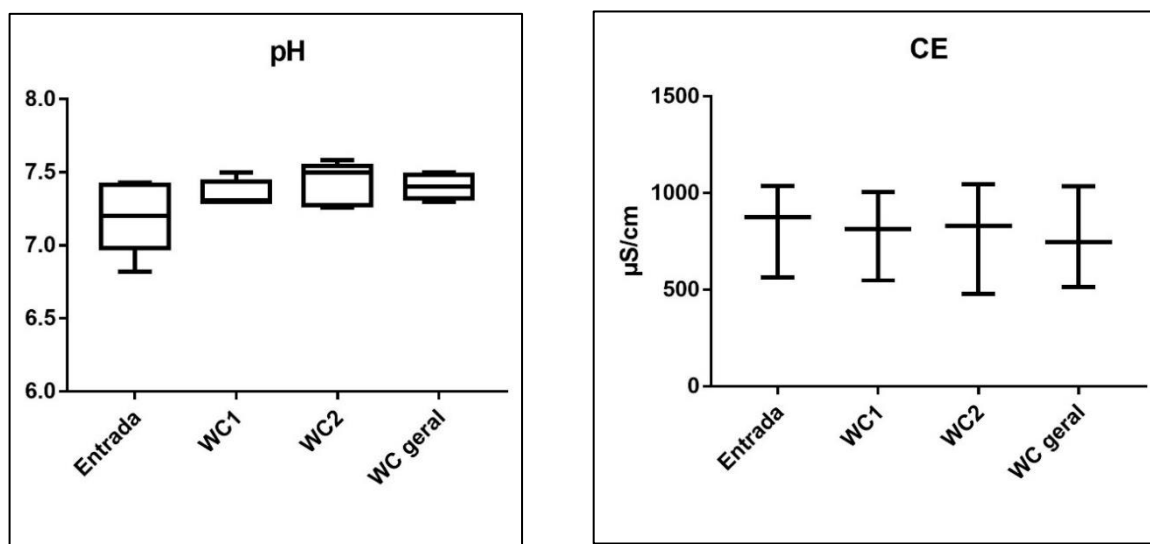 pH
8.0
7.5
7.0
6.5
6.0
Entrada
WC1
WC2
WC geral
CE
µS/cm
1500
1000
500
0
Entrada
WC1
WC2
WC geral